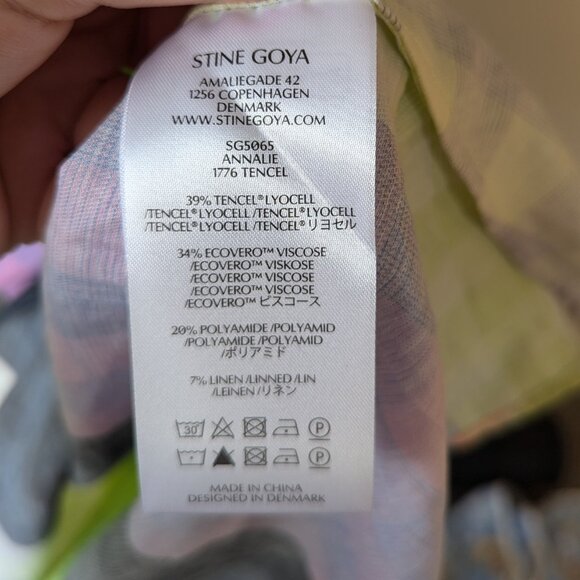 STINE GOYA
AMALIEGADE 42
1256 COPENHAGEN
DENMARK
WWW.STINEGOYA.COM
SG5065
ANNALIE
1776 TENCEL
39% TENCEL® LYOCELL
/TENCEL® LYOCELL /TENCEL® LYOCELL
/TENCEL® LYOCELL /TENCEL® リヨセル
34% ECOVERO™ VISCOSE
/ECOVERO™ VISKOSE
/ECOVERO™ VISCOSE
/ECOVERO™ VISCOSE
/ECOVERO™ ビスコース
20% POLYAMIDE /POLYAMID
/POLYAMIDE /POLYAMID
/ポリアミド
7% LINEN /LINNED /LIN
/LEINEN /リネン
30 P
P
MADE IN CHINA
DESIGNED IN DENMARK